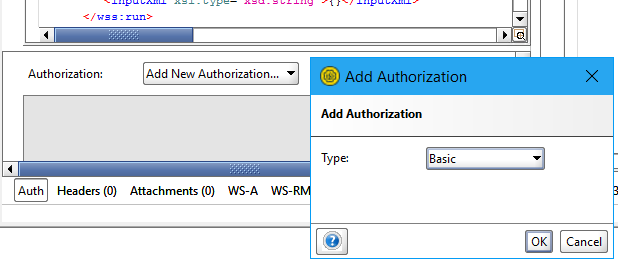 <inputXml xsi:type="xsd:string">{}</inputXml>
</wss:run>
Authorization: Add New Authorization...
Auth Headers (0) Attachments (0) WS-A WS-RM
Add Authorization
Add Authorization
Type: Basic
OK Cancel